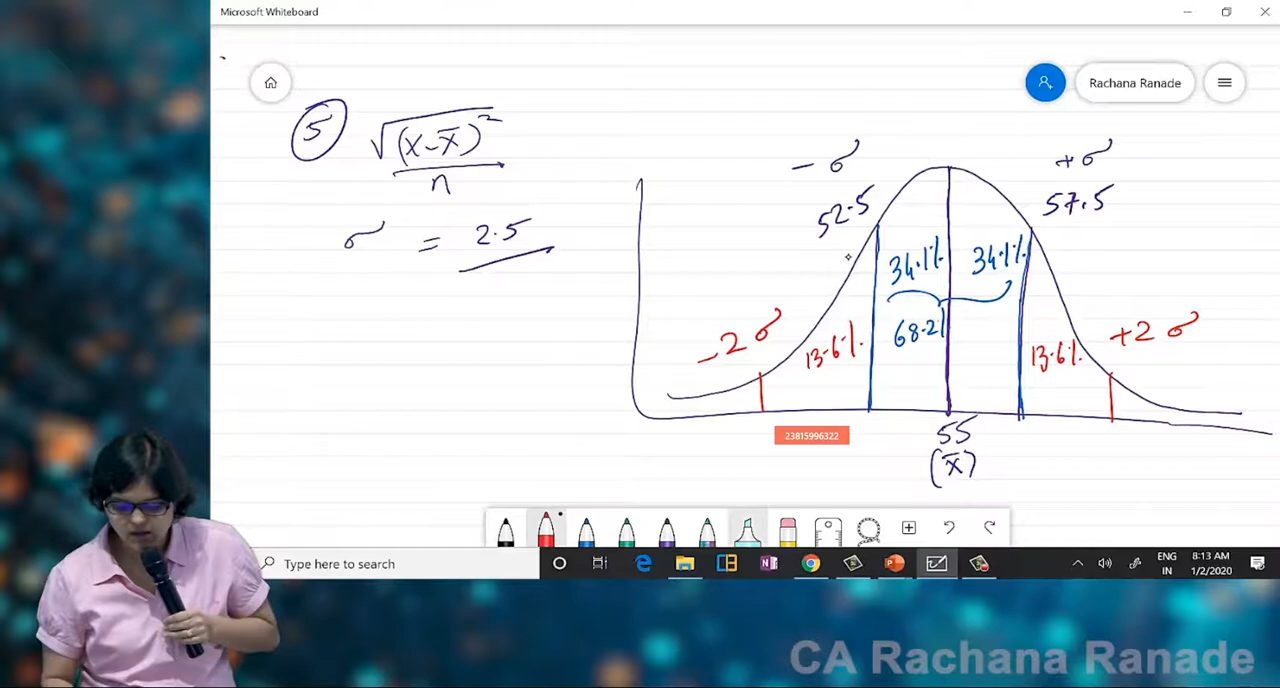 Microsoft Whiteboard
Rachana Ranade
5
√(x-x̄)²
n
σ = 2.5
-σ
52.5
+σ
57.5
34.1%
34.1%
68.2%
-2σ
13.6%
13.6%
+2σ
23815996322
55
(x̄)
Type here to search
ENG
IN
8:13 AM
1/2/2020
CA Rachana Ranade